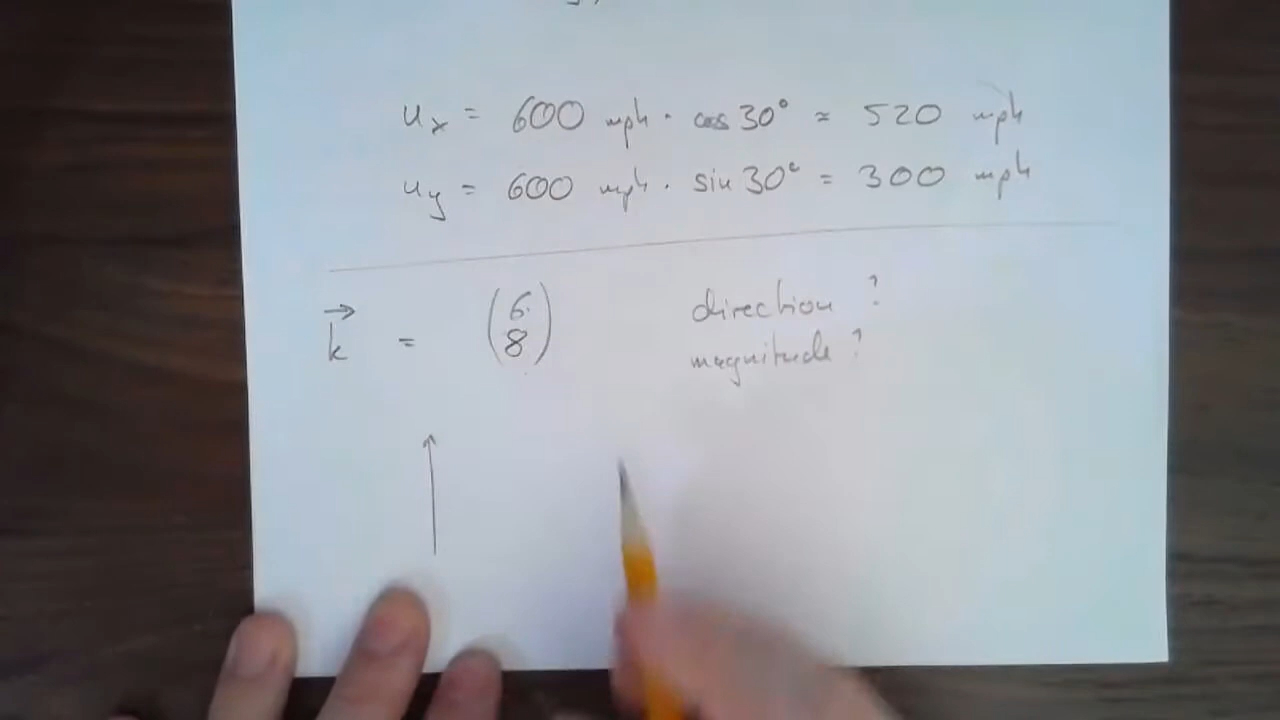 u_x = 600 mph · cos 30° ≈ 520 mph
u_y = 600 mph · sin 30° = 300 mph
→k = (6 8) direction ?
magnitude ?